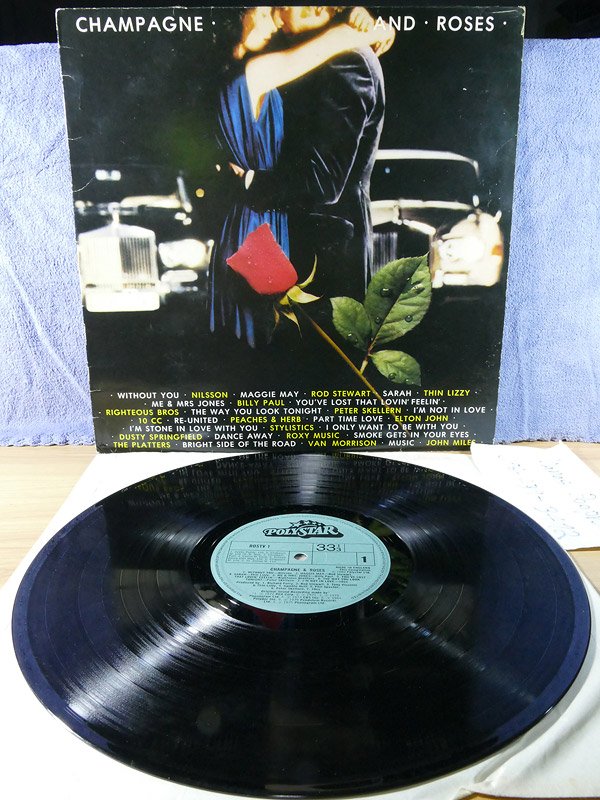 CHAMPAGNE · AND · ROSES ·
· WITHOUT YOU · NILSSON · MAGGIE MAY · ROD STEWART · SARAH · THIN LIZZY ·
· ME & MRS JONES · BILLY PAUL · YOU'VE LOST THAT LOVIN' FEELIN' ·
· RIGHTEOUS BROS · THE WAY YOU LOOK TONIGHT · PETER SKELLERN · I'M NOT IN LOVE ·
· 10 CC · RE-UNITED · PEACHES & HERB · PART TIME LOVE · ELTON JOHN ·
· I'M STONE IN LOVE WITH YOU · STYLISTICS · I ONLY WANT TO BE WITH YOU ·
DUSTY SPRINGFIELD · DANCE AWAY · ROXY MUSIC · SMOKE GETS IN YOUR EYES ·
THE PLATTERS · BRIGHT SIDE OF THE ROAD · VAN MORRISON · MUSIC · JOHN MILES
POLYSTAR
ROSTV 1
33⅓
1
CHAMPAGNE & ROSES